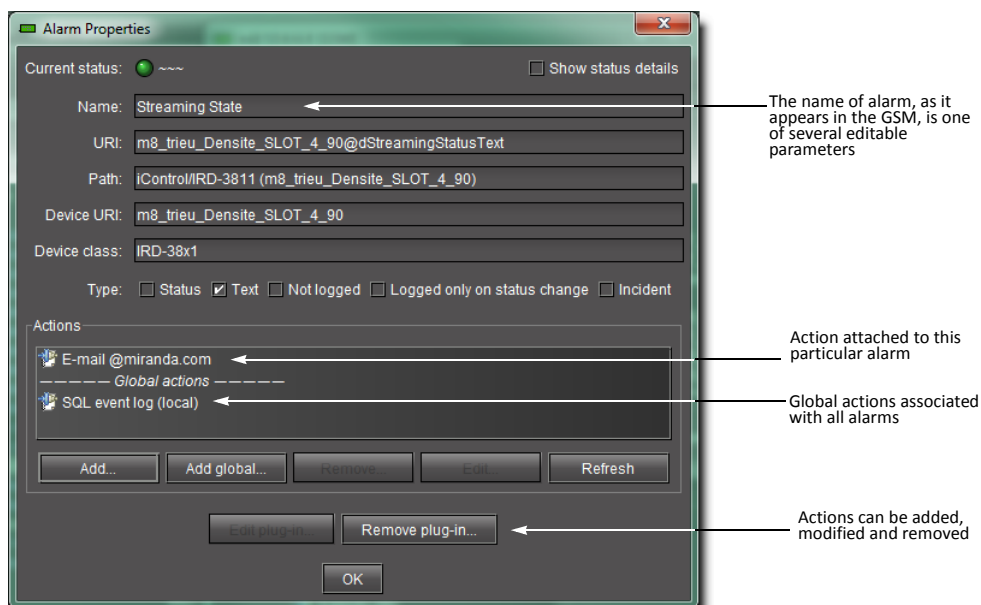 Alarm Properties
Current status: ~~~ Show status details
Name: Streaming State
URI: m8_trieu_Densite_SLOT_4_90@dStreamingStatusText
Path: iControl/IRD-3811 (m8_trieu_Densite_SLOT_4_90)
Device URI: m8_trieu_Densite_SLOT_4_90
Device class: IRD-38x1
Type: Status Text Not logged Logged only on status change Incident
Actions
E-mail @miranda.com
————— Global actions —————
SQL event log (local)
Add... Add global... Remove... Edit... Refresh
Edit plug-in... Remove plug-in...
OK
The name of alarm, as it
appears in the GSM, is one
of several editable
parameters
Action attached to this
particular alarm
Global actions associated
with all alarms
Actions can be added,
modified and removed